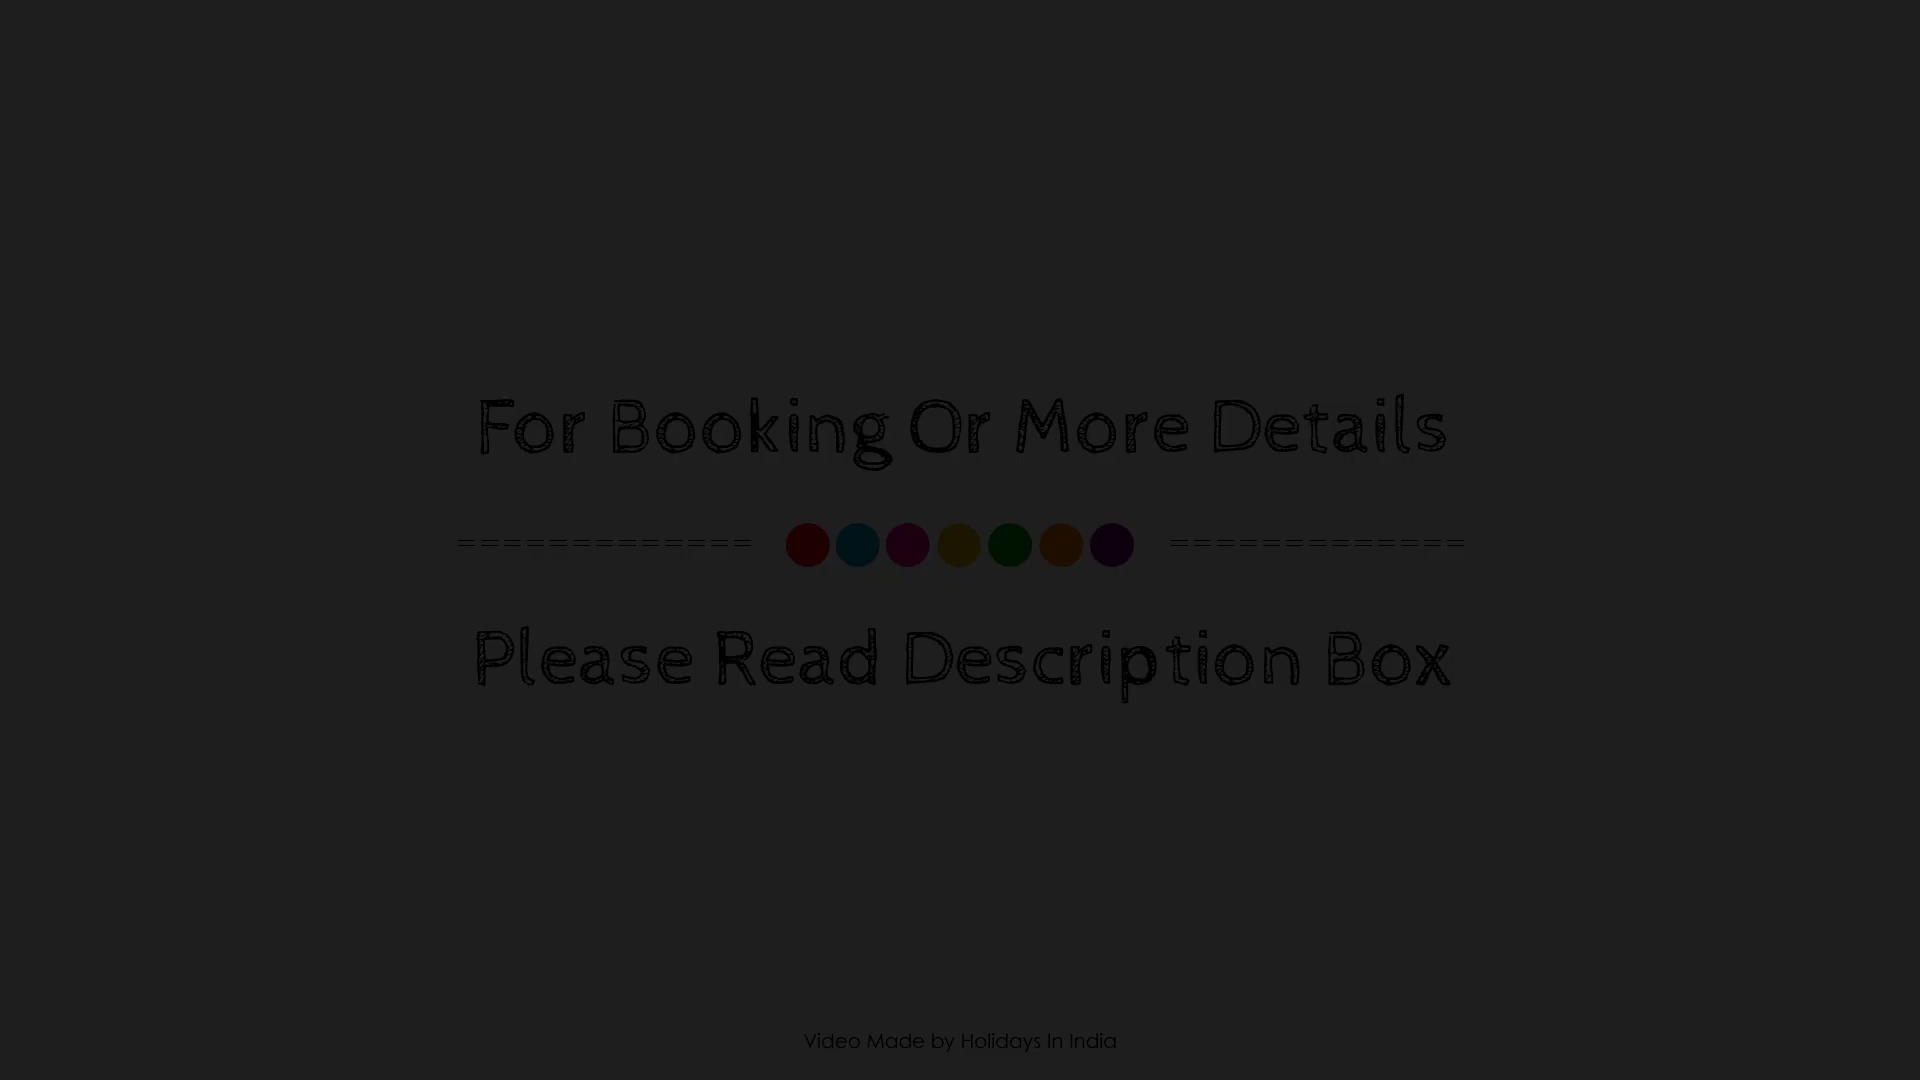 For Booking Or More Details
============= =============
Please Read Description Box
Video Made by Holidays In India